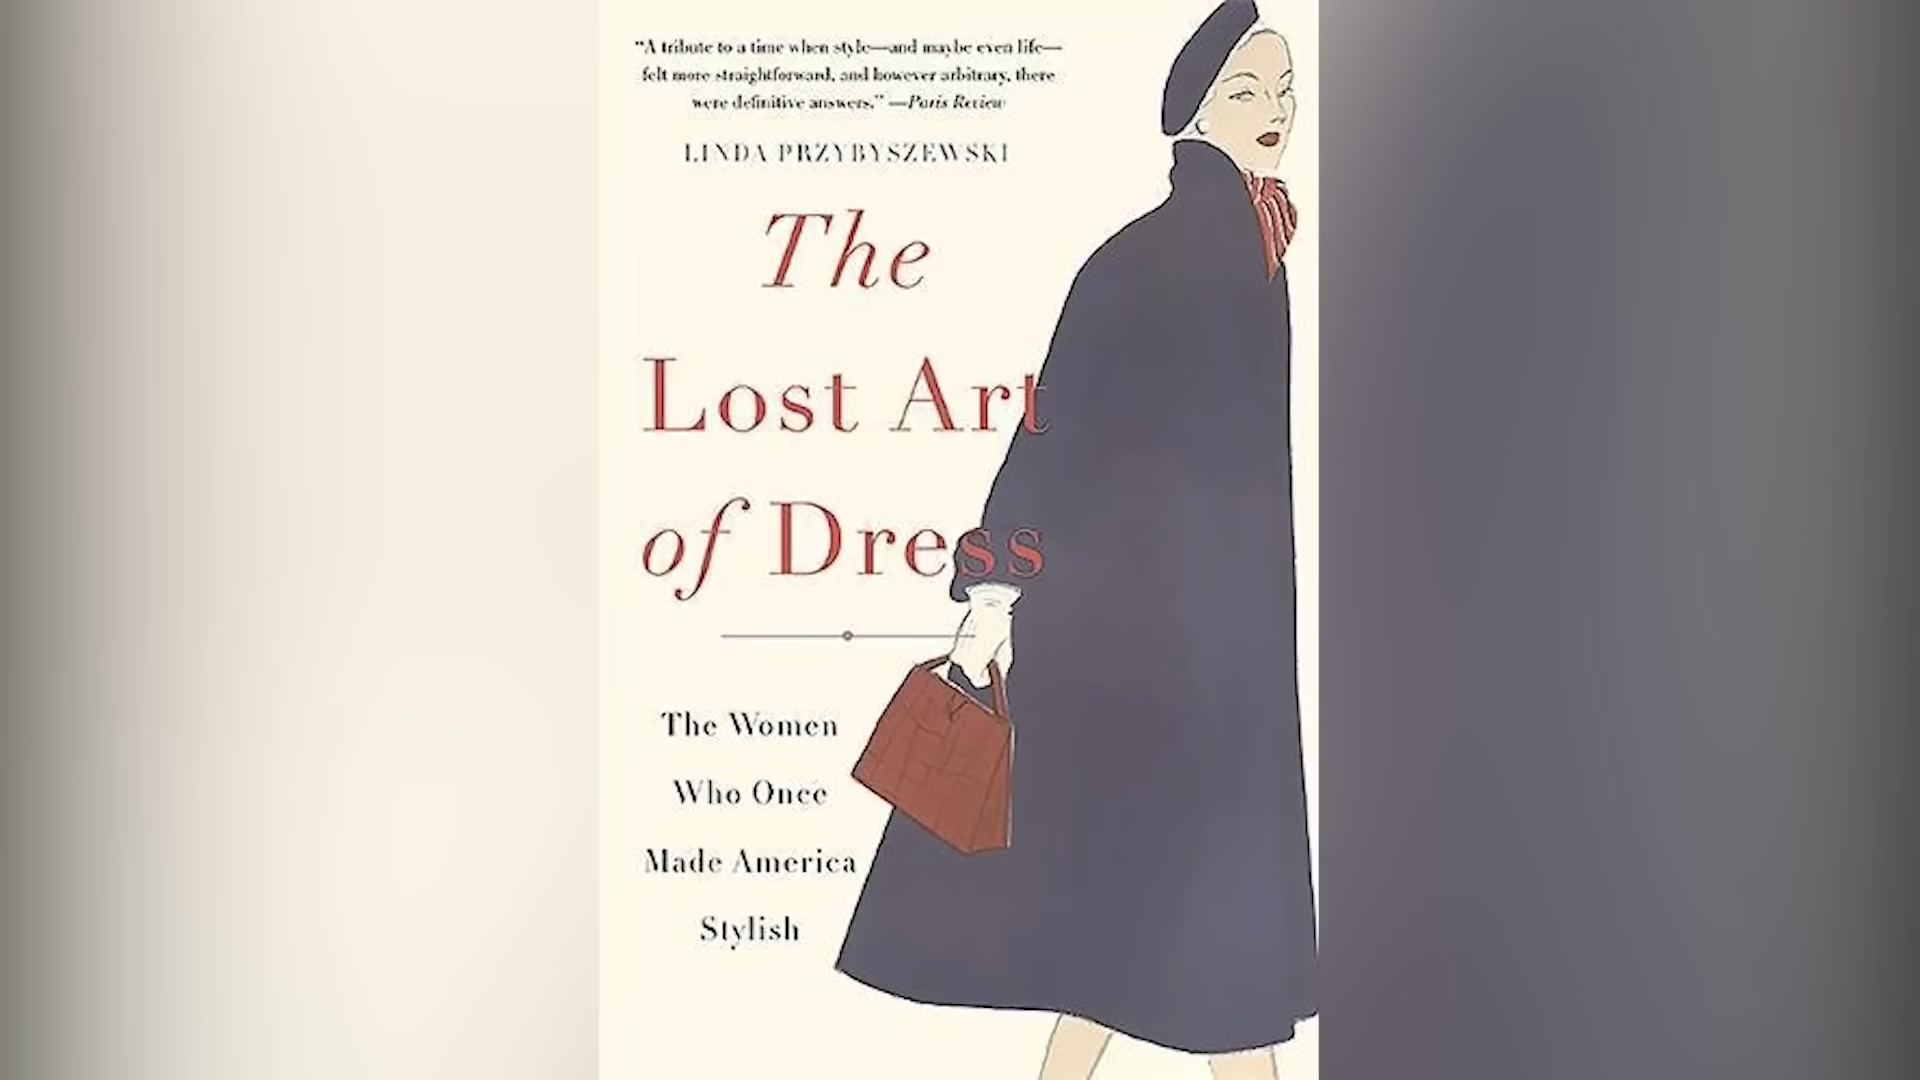 “A tribute to a time when style—and maybe even life—
felt more straightforward, and however arbitrary, there
were definitive answers.” —Paris Review
LINDA PRZYBYSZEWSKI
The
Lost Art
of Dress
The Women
Who Once
Made America
Stylish